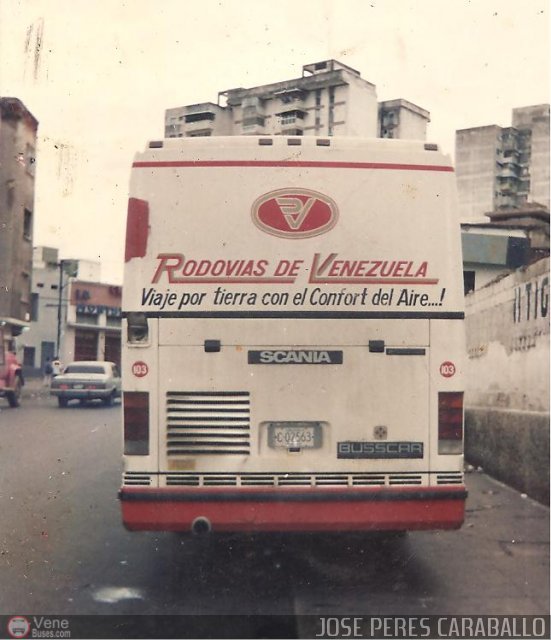 RV
RODOVIAS DE VENEZUELA
Viaje por tierra con el Confort del Aire...!
SCANIA
103
103
C 02563
BUSSCAR
Vene
Buses.com
JOSE PERES CARABALLO